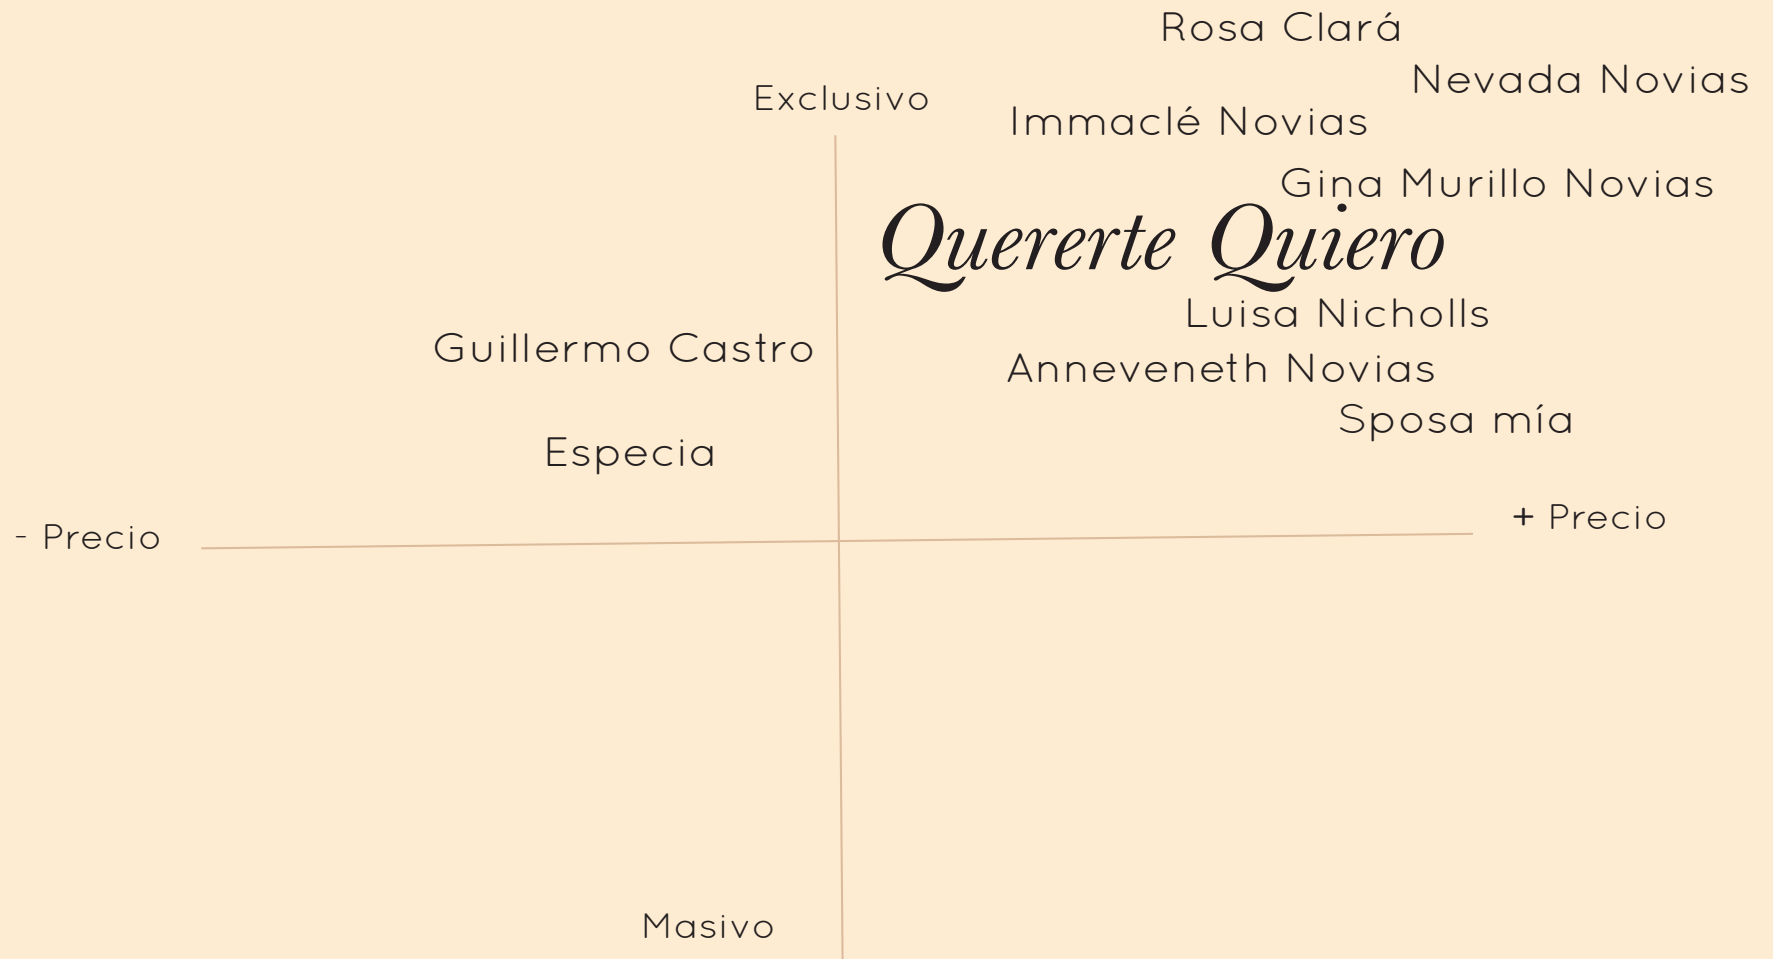 Rosa Clará
Nevada Novias
Exclusivo
Immaclé Novias
Gina Murillo Novias
Quererte Quiero
Luisa Nicholls
Guillermo Castro
Anneveneth Novias
Sposa mía
Especia
- Precio
+ Precio
Masivo